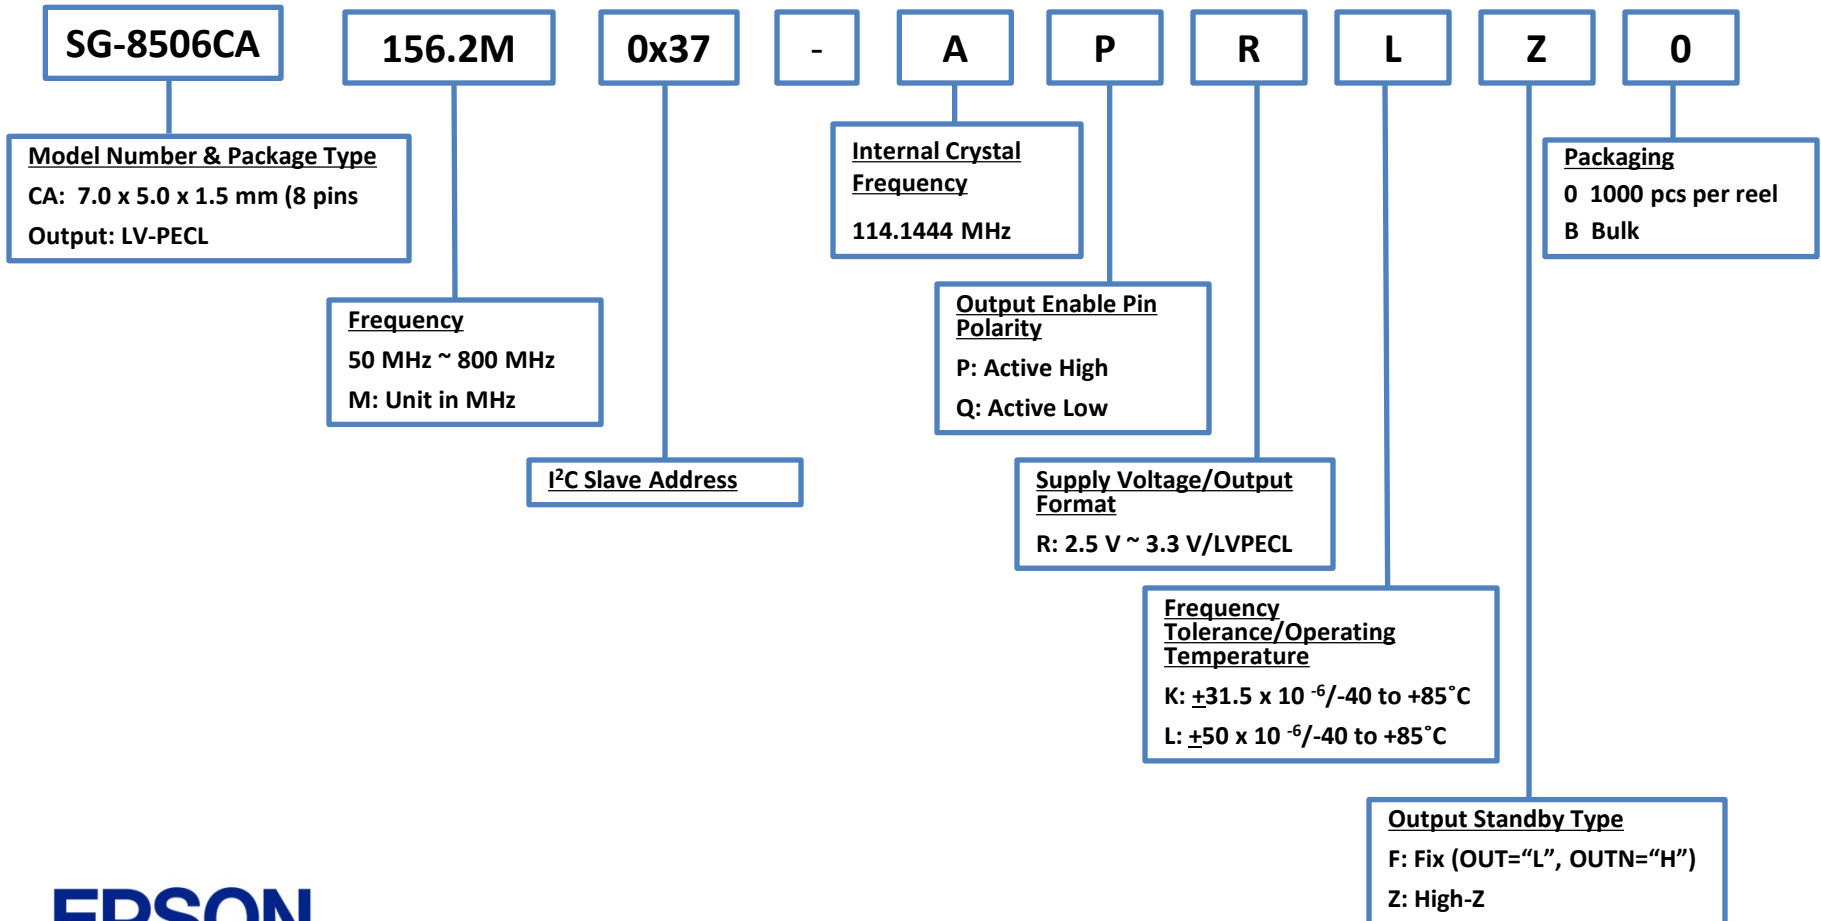 SG-8506CA 156.2M 0x37 - A P R L Z 0
Model Number & Package Type
CA: 7.0 x 5.0 x 1.5 mm (8 pins
Output: LV-PECL
Internal Crystal
Frequency
114.1444 MHz
Packaging
0 1000 pcs per reel
B Bulk
Frequency
50 MHz ~ 800 MHz
M: Unit in MHz
Output Enable Pin
Polarity
P: Active High
Q: Active Low
I²C Slave Address
Supply Voltage/Output
Format
R: 2.5 V ~ 3.3 V/LVPECL
Frequency
Tolerance/Operating
Temperature
K: ±31.5 x 10 ⁻⁶/-40 to +85˚C
L: ±50 x 10 ⁻⁶/-40 to +85˚C
Output Standby Type
F: Fix (OUT=“L”, OUTN=“H”)
Z: High-Z
EPSON